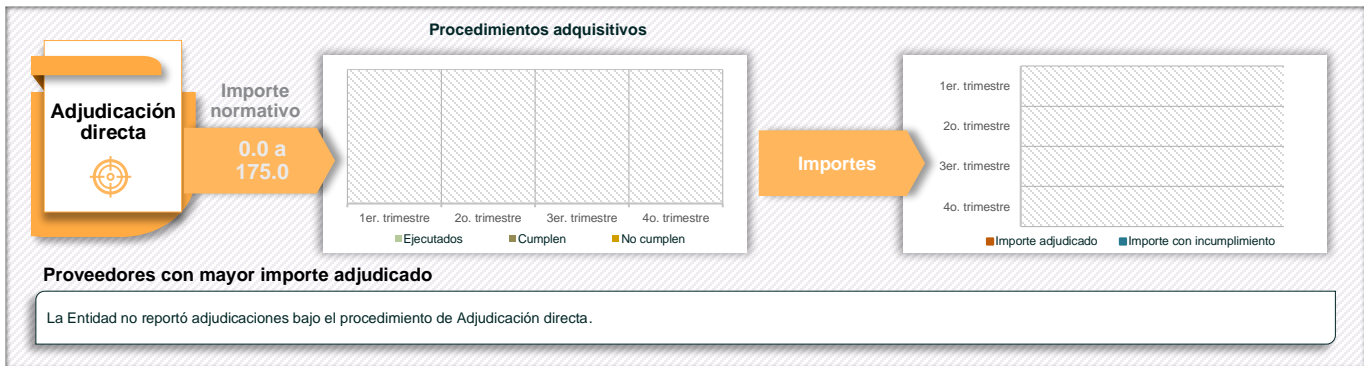 Procedimientos adquisitivos
Adjudicación
directa
Importe
normativo
0.0 a
175.0
1er. trimestre
2o. trimestre
3er. trimestre
4o. trimestre
Ejecutados
Cumplen
No cumplen
Importes
1er. trimestre
2o. trimestre
3er. trimestre
4o. trimestre
Importe adjudicado
Importe con incumplimiento
Proveedores con mayor importe adjudicado
La Entidad no reportó adjudicaciones bajo el procedimiento de Adjudicación directa.